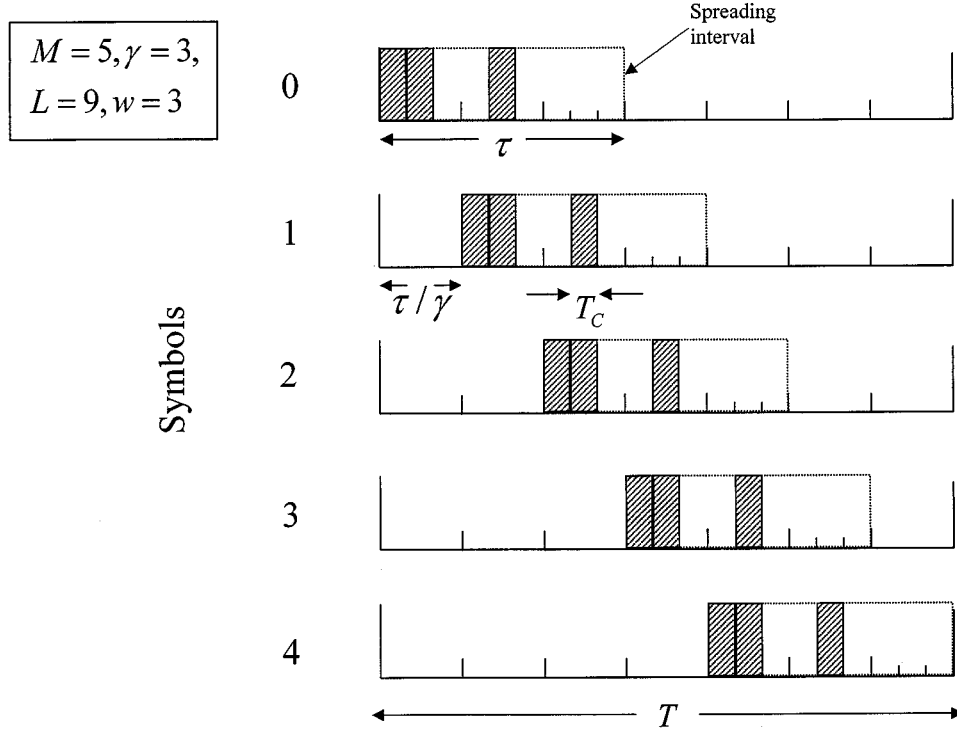 M = 5, γ = 3,
L = 9, w = 3
Spreading
interval
0
τ
1
τ / γ
T_C
Symbols
2
3
4
T